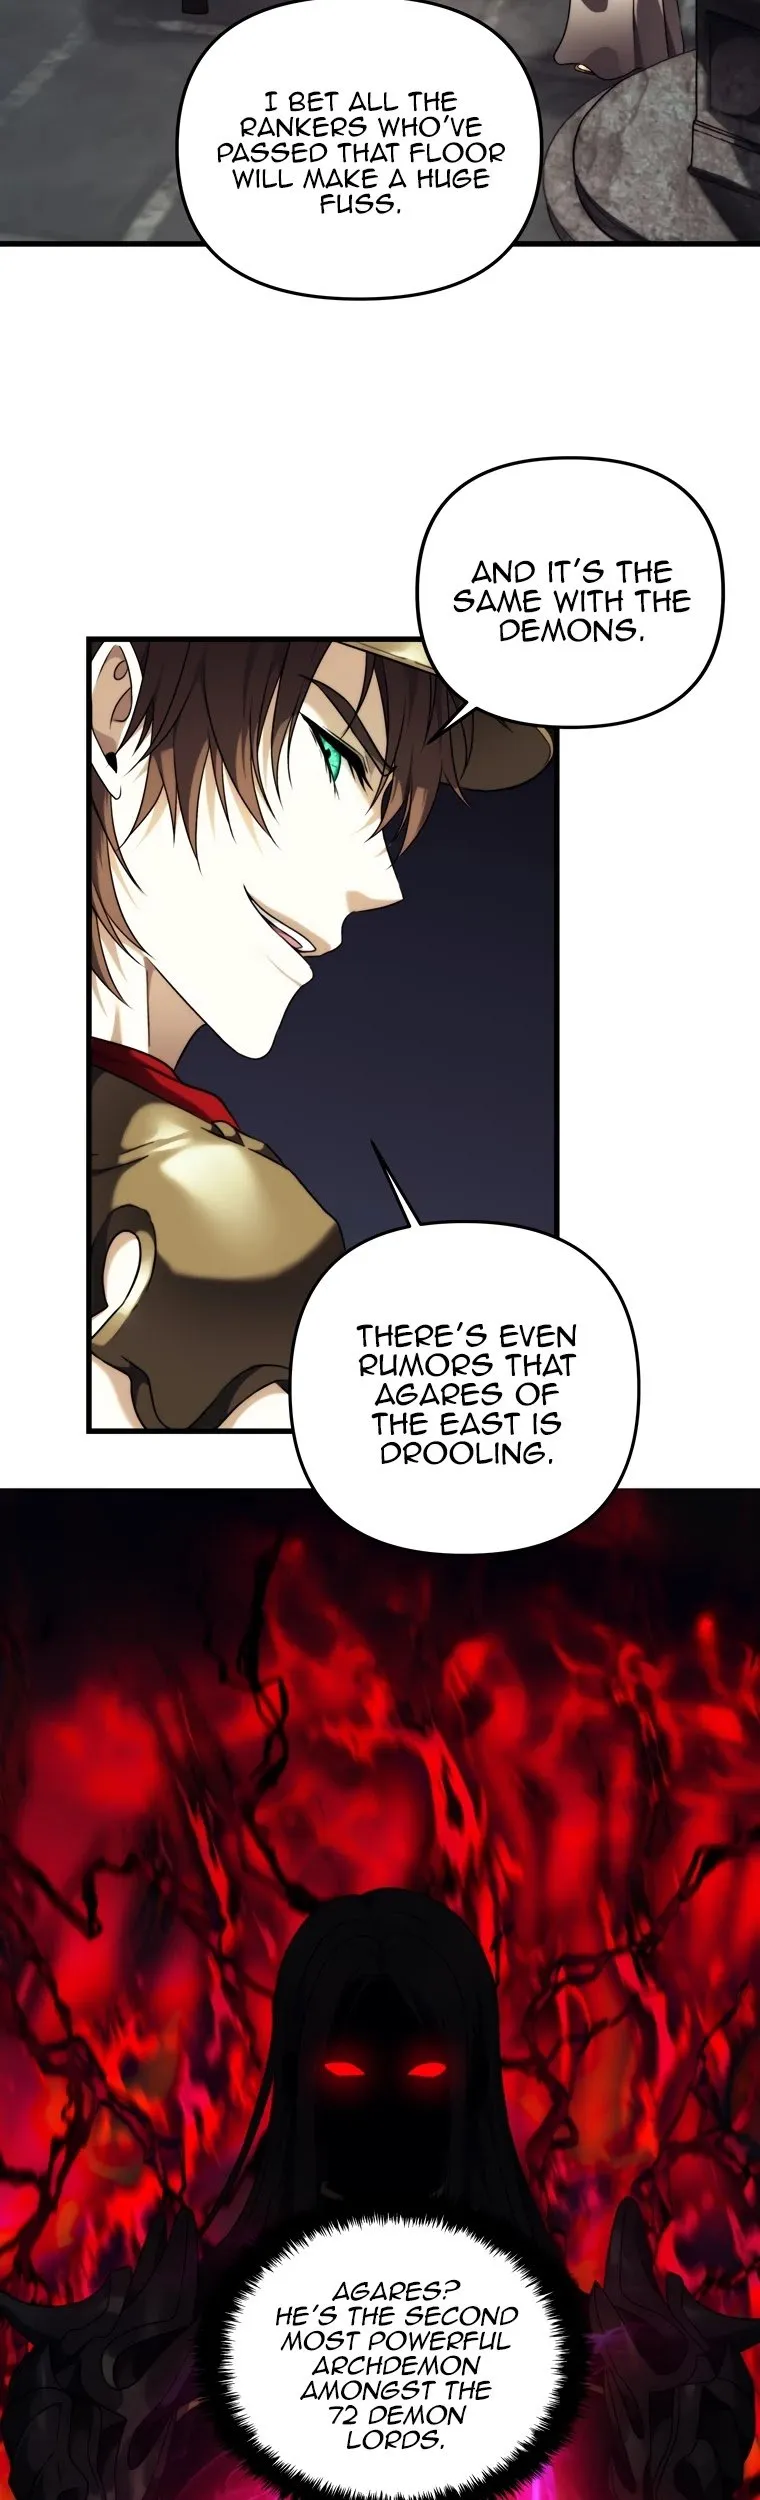 I BET ALL THE
RANKERS WHO'VE
PASSED THAT FLOOR
WILL MAKE A HUGE
FUSS.
AND IT'S THE
SAME WITH THE
DEMONS.
THERE'S EVEN
RUMORS THAT
AGARES OF
THE EAST IS
DROOLING.
AGARES?
HE'S THE SECOND
MOST POWERFUL
ARCHDEMON
AMONGST THE
72 DEMON
LORDS.